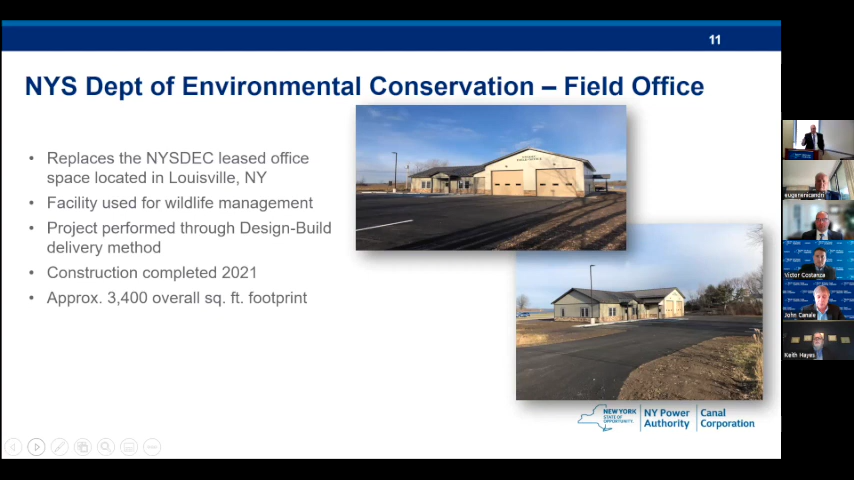 11
NYS Dept of Environmental Conservation – Field Office
• Replaces the NYSDEC leased office
space located in Louisville, NY
• Facility used for wildlife management
• Project performed through Design-Build
delivery method
• Construction completed 2021
• Approx. 3,400 overall sq. ft. footprint
NEW YORK
STATE OF
OPPORTUNITY.
NY Power
Authority
Canal
Corporation
eugenenicandri
Victor Costanza
John Canale
Keith Hayes